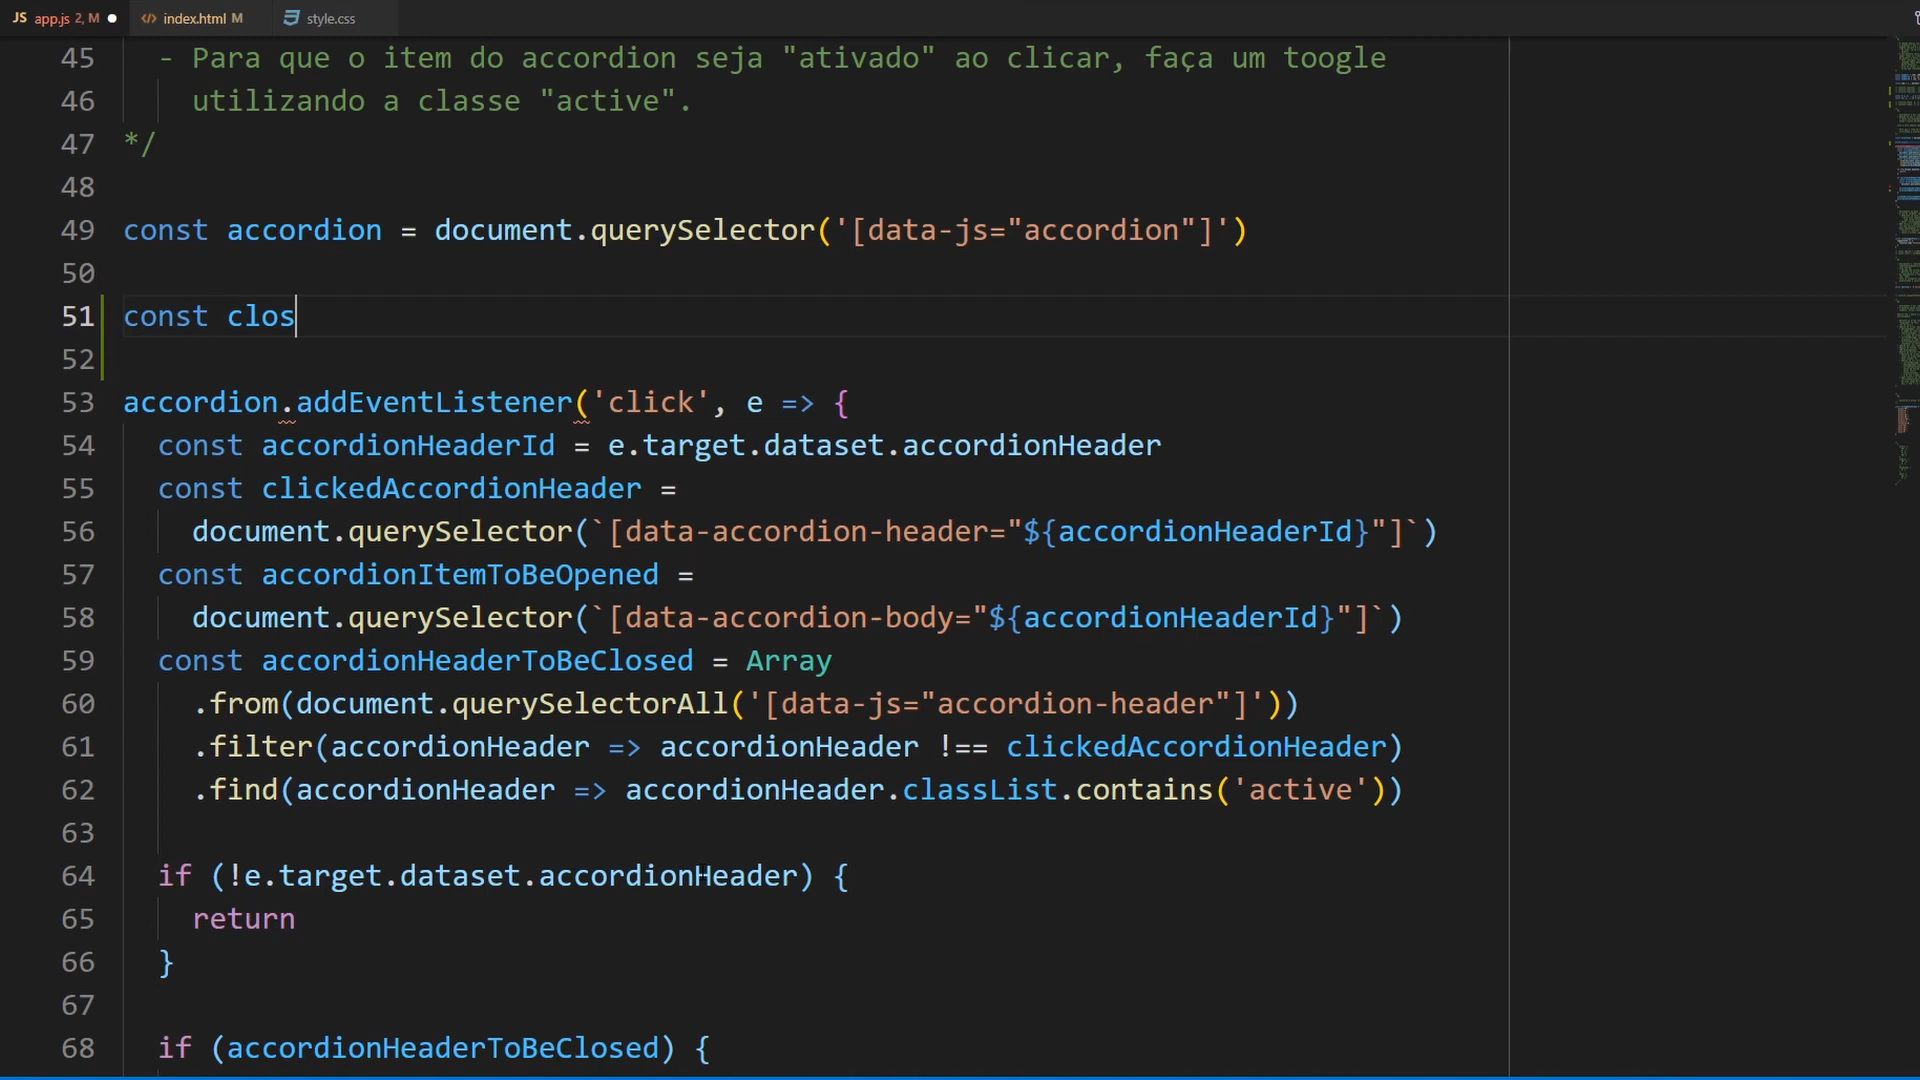 JS app.js 2, M ● <> index.html M style.css
45 - Para que o item do accordion seja "ativado" ao clicar, faça um toogle
46 utilizando a classe "active".
47 */
48
49 const accordion = document.querySelector('[data-js="accordion"]')
50
51 const clos
52
53 accordion.addEventListener('click', e => {
54 const accordionHeaderId = e.target.dataset.accordionHeader
55 const clickedAccordionHeader =
56 document.querySelector(`[data-accordion-header="${accordionHeaderId}"]`)
57 const accordionItemToBeOpened =
58 document.querySelector(`[data-accordion-body="${accordionHeaderId}"]`)
59 const accordionHeaderToBeClosed = Array
60 .from(document.querySelectorAll('[data-js="accordion-header"]'))
61 .filter(accordionHeader => accordionHeader !== clickedAccordionHeader)
62 .find(accordionHeader => accordionHeader.classList.contains('active'))
63
64 if (!e.target.dataset.accordionHeader) {
65 return
66 }
67
68 if (accordionHeaderToBeClosed) {